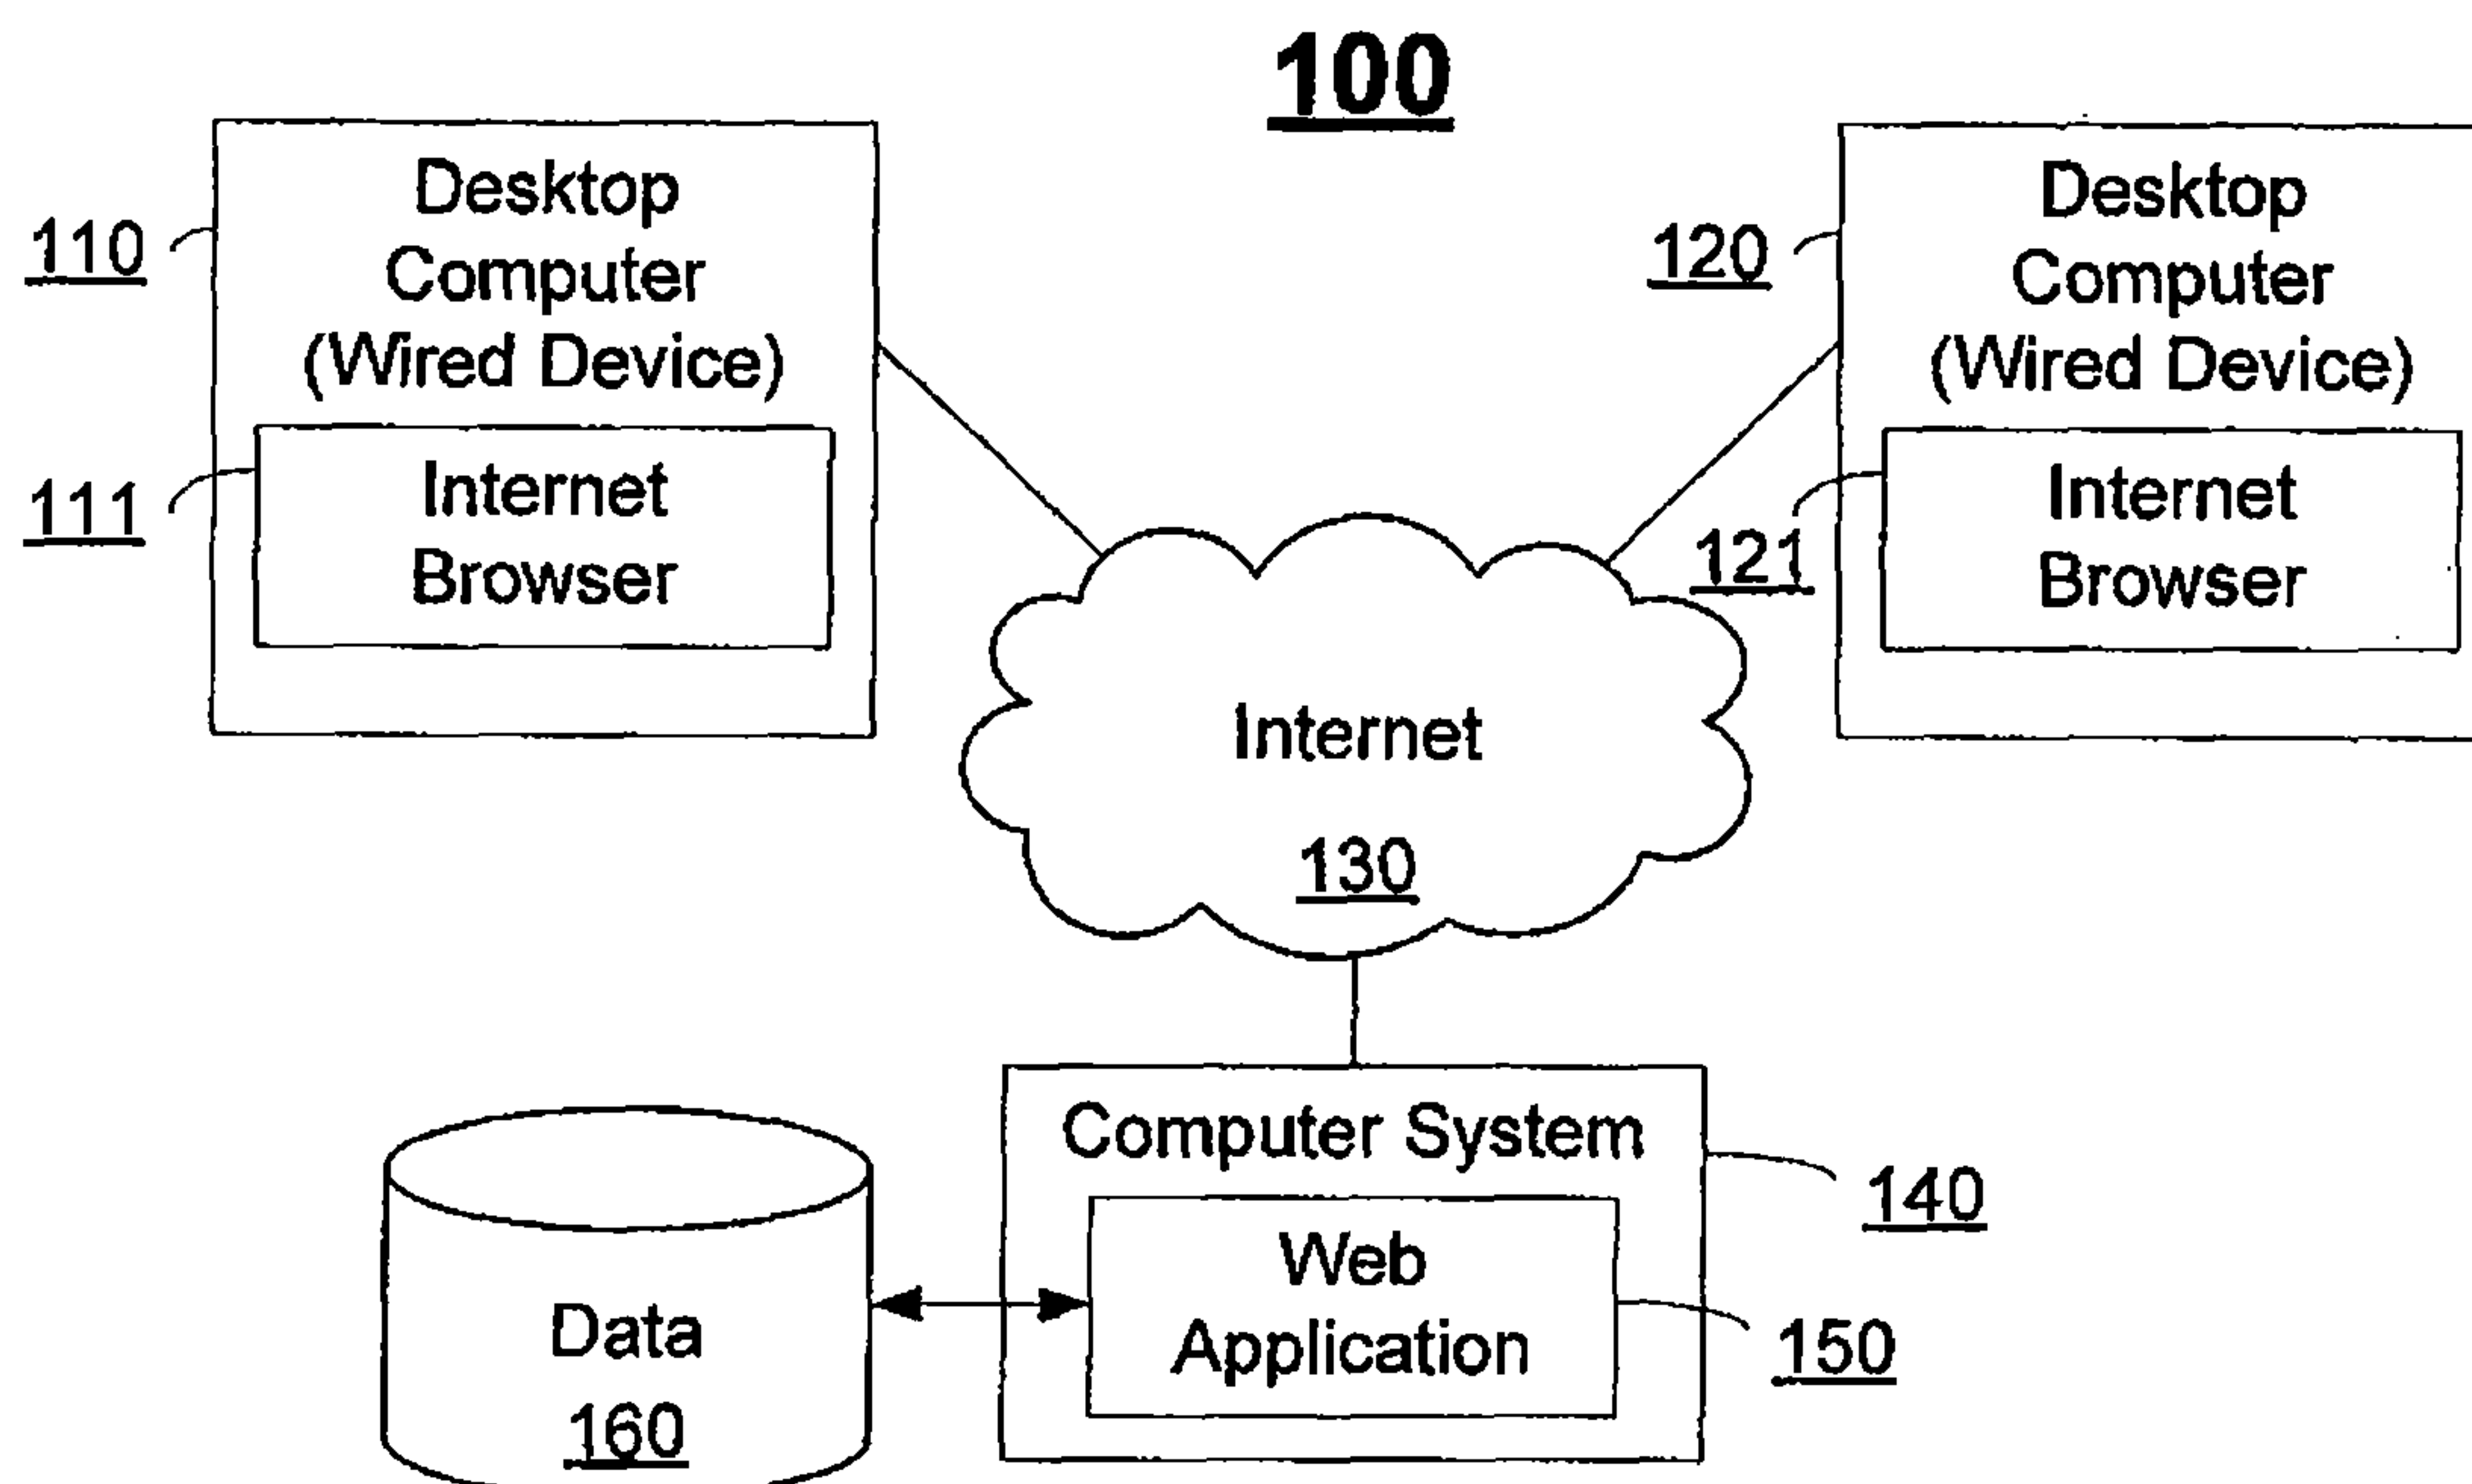 100
110
Desktop
Computer
(Wired Device)
111
Internet
Browser
120
Desktop
Computer
(Wired Device)
121
Internet
Browser
Internet
130
Computer System
140
Web
Application
150
Data
160